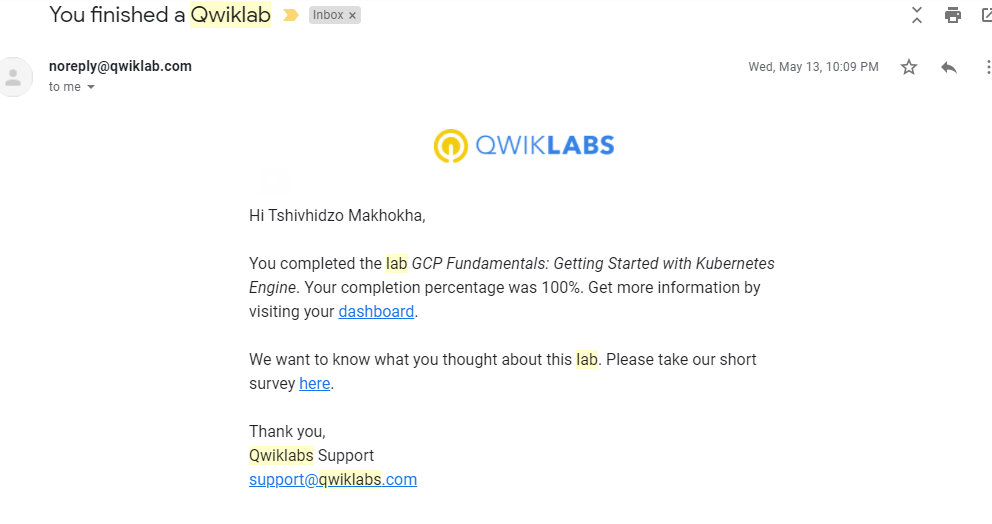 You finished a Qwiklab Inbox ×
noreply@qwiklab.com
Wed, May 13, 10:09 PM
to me
QWIKLABS
Hi Tshivhidzo Makhokha,
You completed the lab GCP Fundamentals: Getting Started with Kubernetes
Engine. Your completion percentage was 100%. Get more information by
visiting your dashboard.
We want to know what you thought about this lab. Please take our short
survey here.
Thank you,
Qwiklabs Support
support@qwiklabs.com